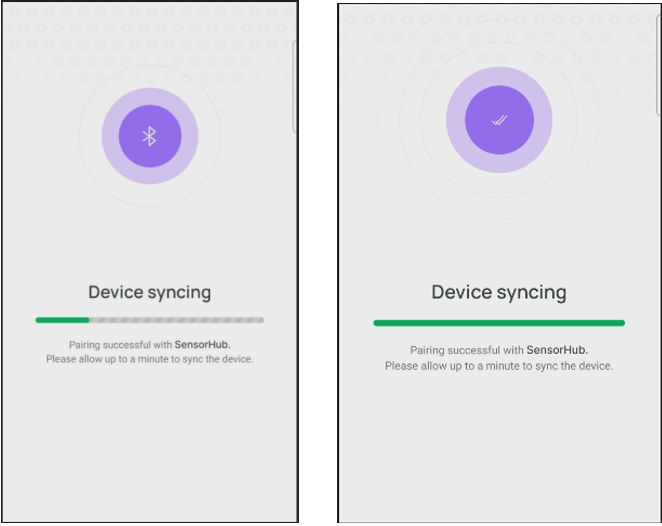 Device syncing
Pairing successful with SensorHub.
Please allow up to a minute to sync the device.
Device syncing
Pairing successful with SensorHub.
Please allow up to a minute to sync the device.